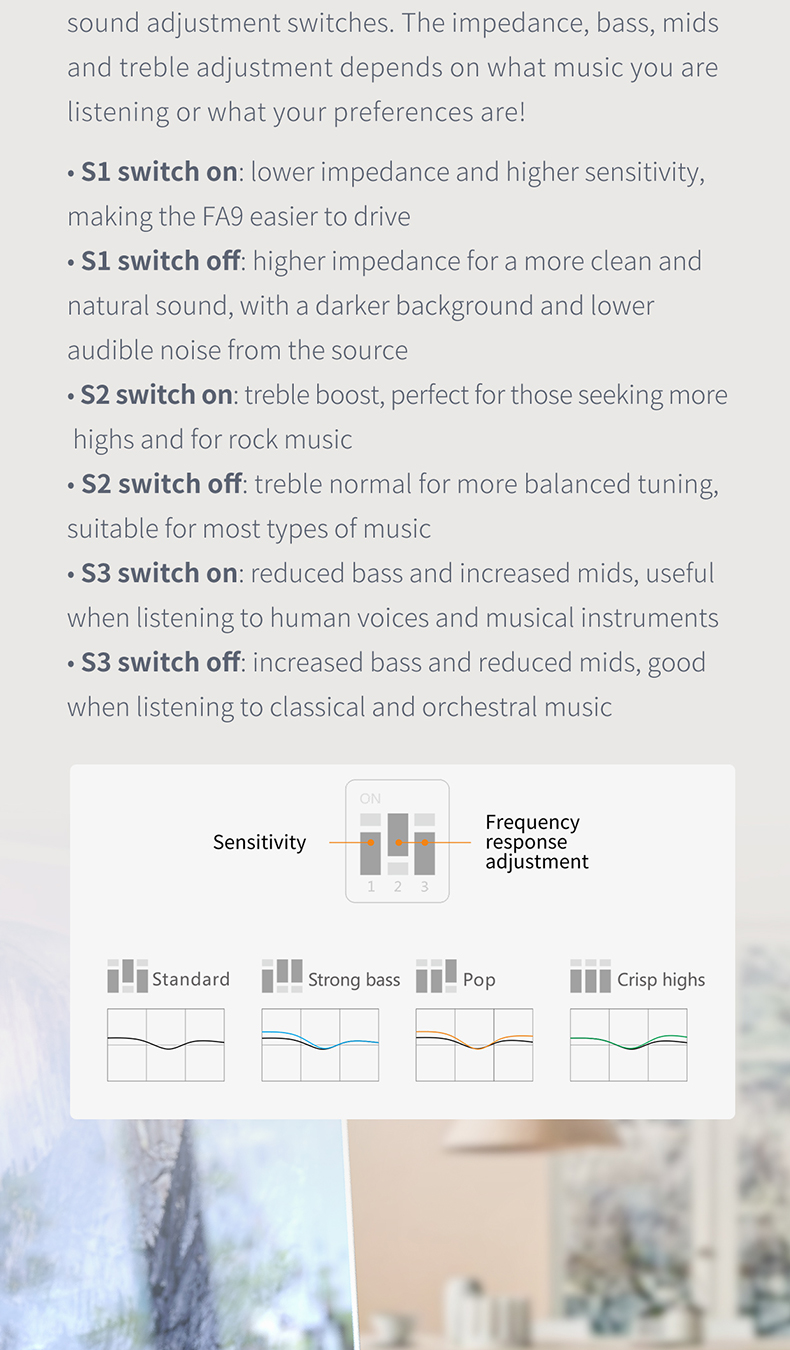 sound adjustment switches. The impedance, bass, mids
and treble adjustment depends on what music you are
listening or what your preferences are!
• S1 switch on: lower impedance and higher sensitivity,
making the FA9 easier to drive
• S1 switch off: higher impedance for a more clean and
natural sound, with a darker background and lower
audible noise from the source
• S2 switch on: treble boost, perfect for those seeking more
highs and for rock music
• S2 switch off: treble normal for more balanced tuning,
suitable for most types of music
• S3 switch on: reduced bass and increased mids, useful
when listening to human voices and musical instruments
• S3 switch off: increased bass and reduced mids, good
when listening to classical and orchestral music
ON
Sensitivity
Frequency
response
adjustment
1 2 3
Standard
Strong bass
Pop
Crisp highs